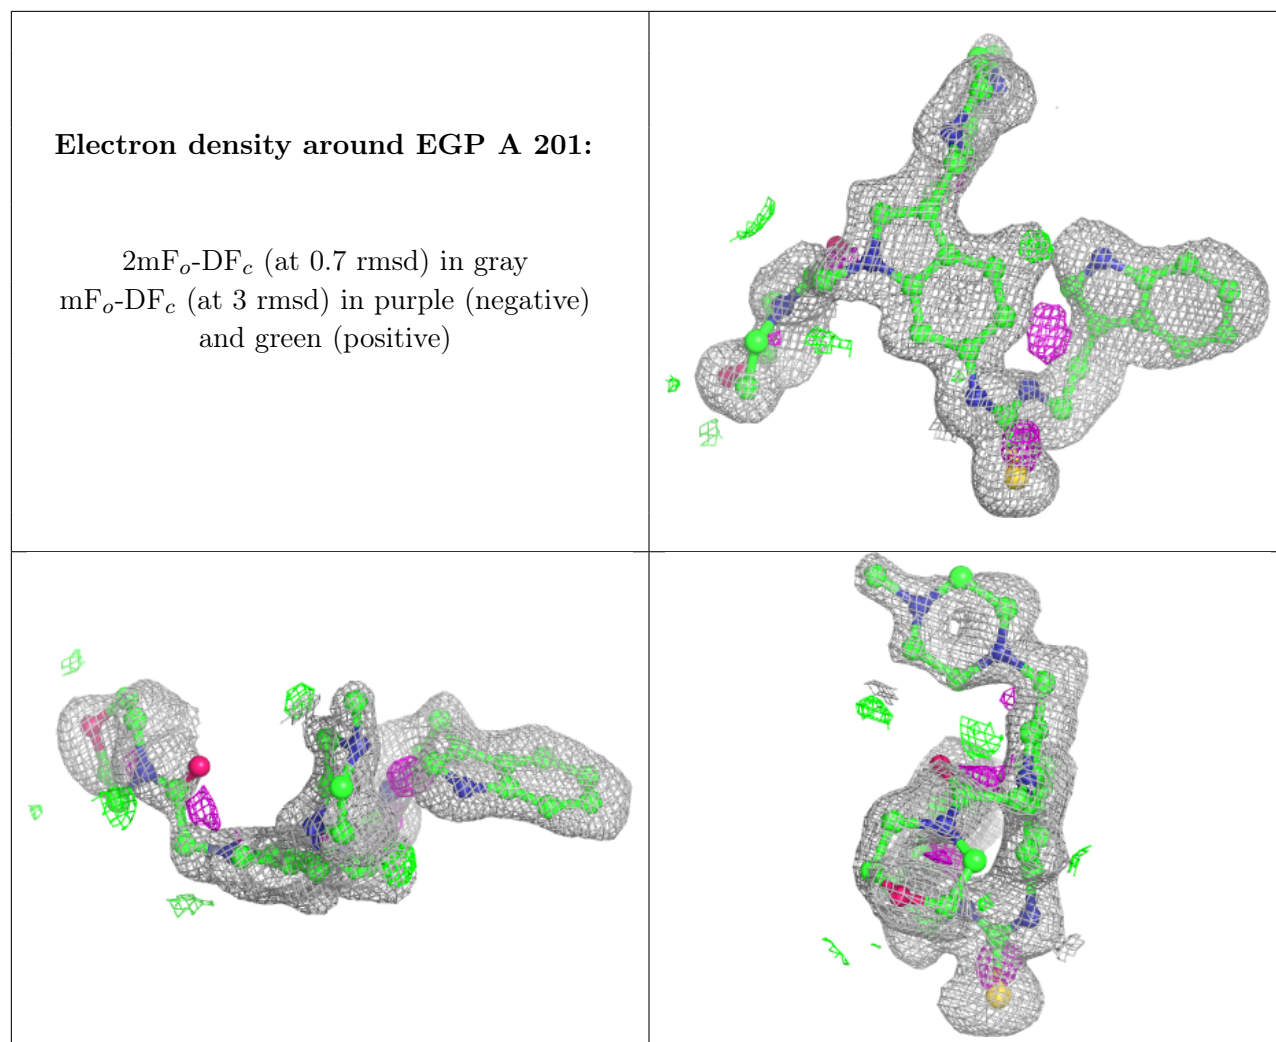 Electron density around EGP A 201:
2mFo-DFc (at 0.7 rmsd) in gray
mFo-DFc (at 3 rmsd) in purple (negative)
and green (positive)